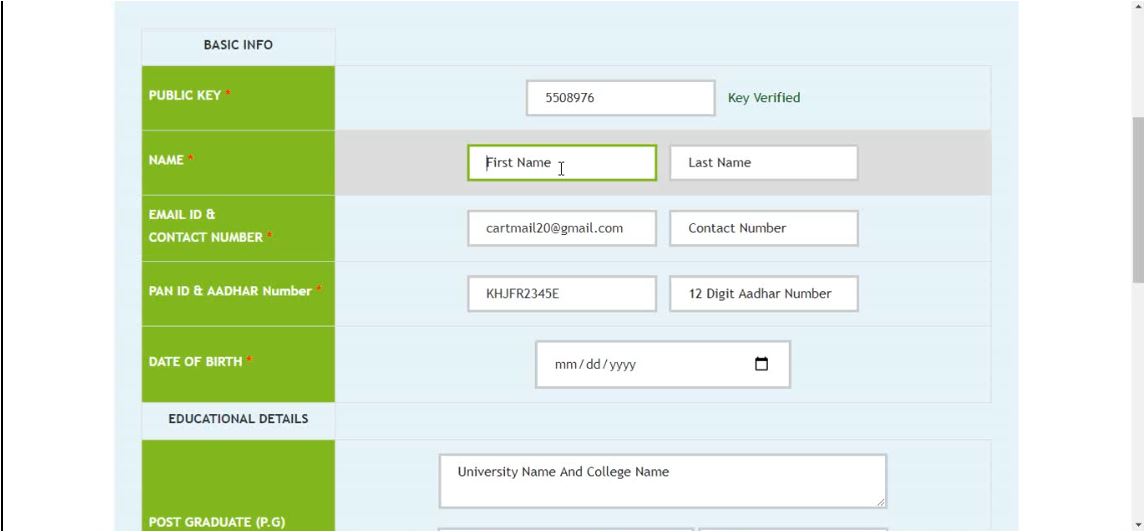 BASIC INFO
PUBLIC KEY *
5508976
Key Verified
NAME *
First Name
Last Name
EMAIL ID &
CONTACT NUMBER *
cartmail20@gmail.com
Contact Number
PAN ID & AADHAR Number *
KHJFR2345E
12 Digit Aadhar Number
DATE OF BIRTH *
mm/dd/yyyy
EDUCATIONAL DETAILS
University Name And College Name
POST GRADUATE (P.G)